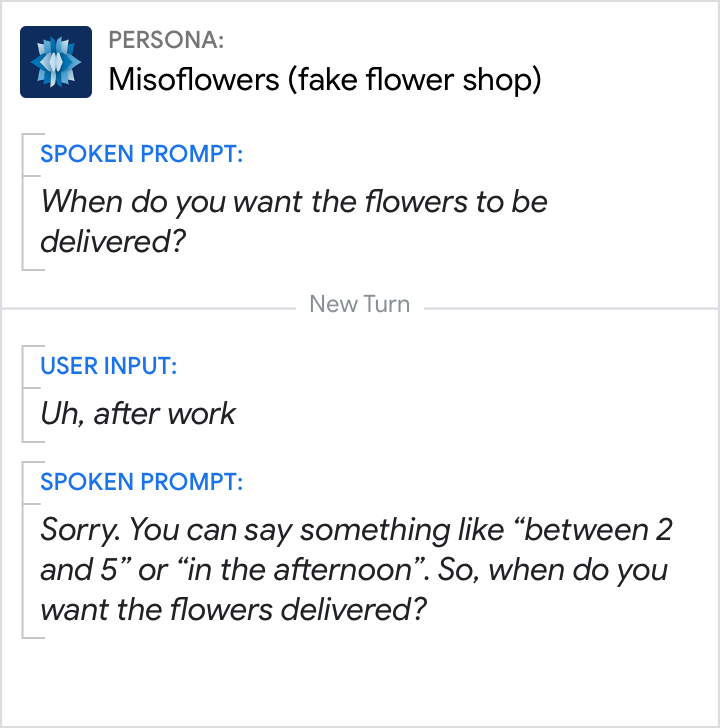 PERSONA:
Misoflowers (fake flower shop)
SPOKEN PROMPT:
When do you want the flowers to be
delivered?
New Turn
USER INPUT:
Uh, after work
SPOKEN PROMPT:
Sorry. You can say something like “between 2
and 5” or “in the afternoon”. So, when do you
want the flowers delivered?